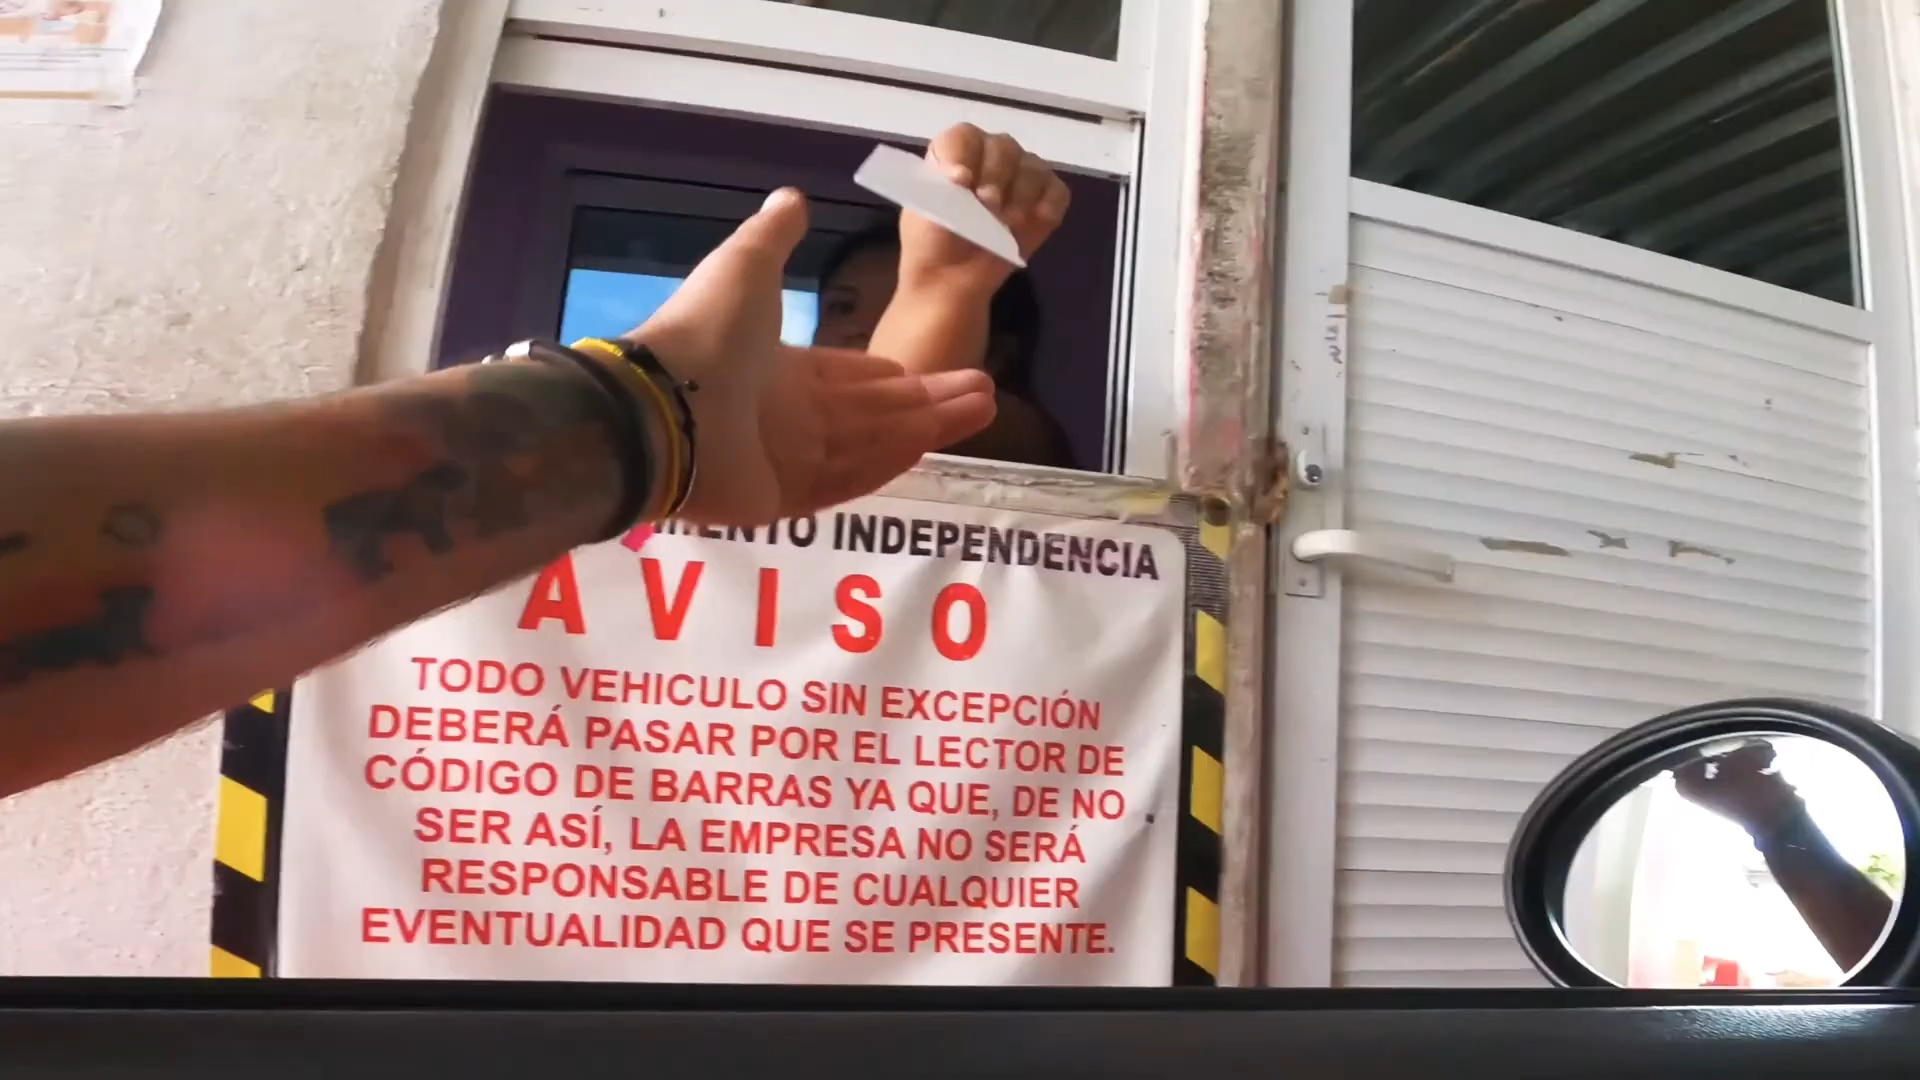 INDEPENDENCIA
AVISO
TODO VEHICULO SIN EXCEPCIÓN
DEBERÁ PASAR POR EL LECTOR DE
CÓDIGO DE BARRAS YA QUE, DE NO
SER ASÍ, LA EMPRESA NO SERÁ
RESPONSABLE DE CUALQUIER
EVENTUALIDAD QUE SE PRESENTE.